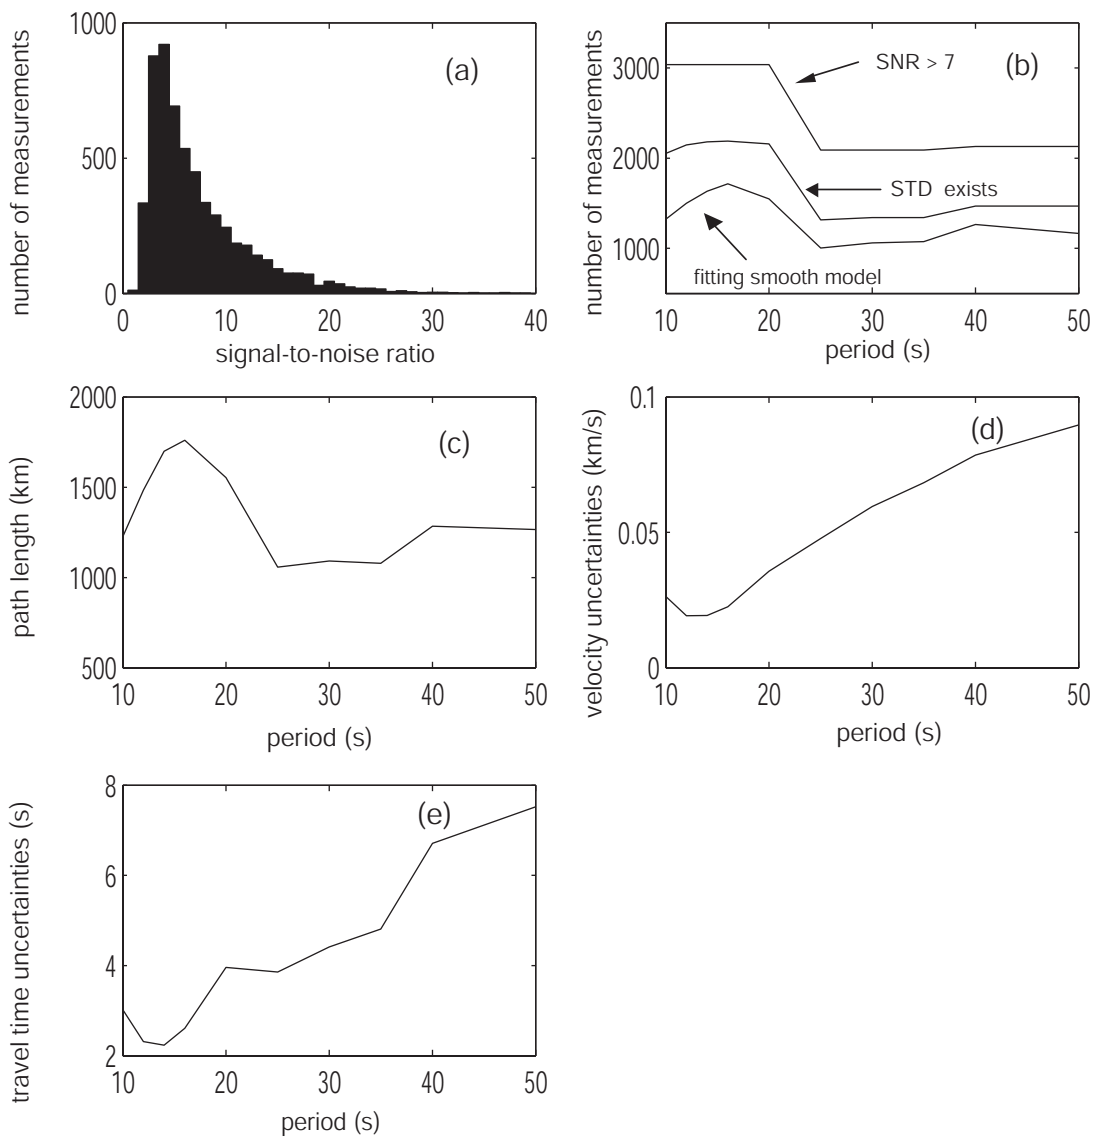 1000
500
0
0 10 20 30 40
number of measurements
signal-to-noise ratio
(a)
3000
2000
1000
10 20 30 40 50
number of measurements
period (s)
(b)
SNR > 7
STD exists
fitting smooth model
2000
1500
1000
500
10 20 30 40 50
path length (km)
period (s)
(c)
0.1
0.05
0
10 20 30 40 50
velocity uncertainties (km/s)
period (s)
(d)
8
6
4
2
10 20 30 40 50
travel time uncertainties (s)
period (s)
(e)